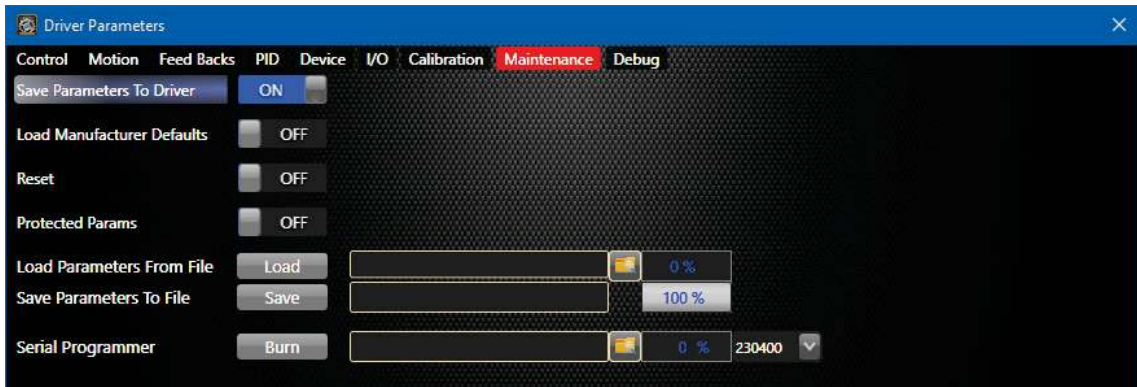 Driver Parameters
Control Motion Feed Backs PID Device I/O Calibration Maintenance Debug
Save Parameters To Driver ON
Load Manufacturer Defaults OFF
Reset OFF
Protected Params OFF
Load Parameters From File Load 0 %
Save Parameters To File Save 100 %
Serial Programmer Burn 0 % 230400